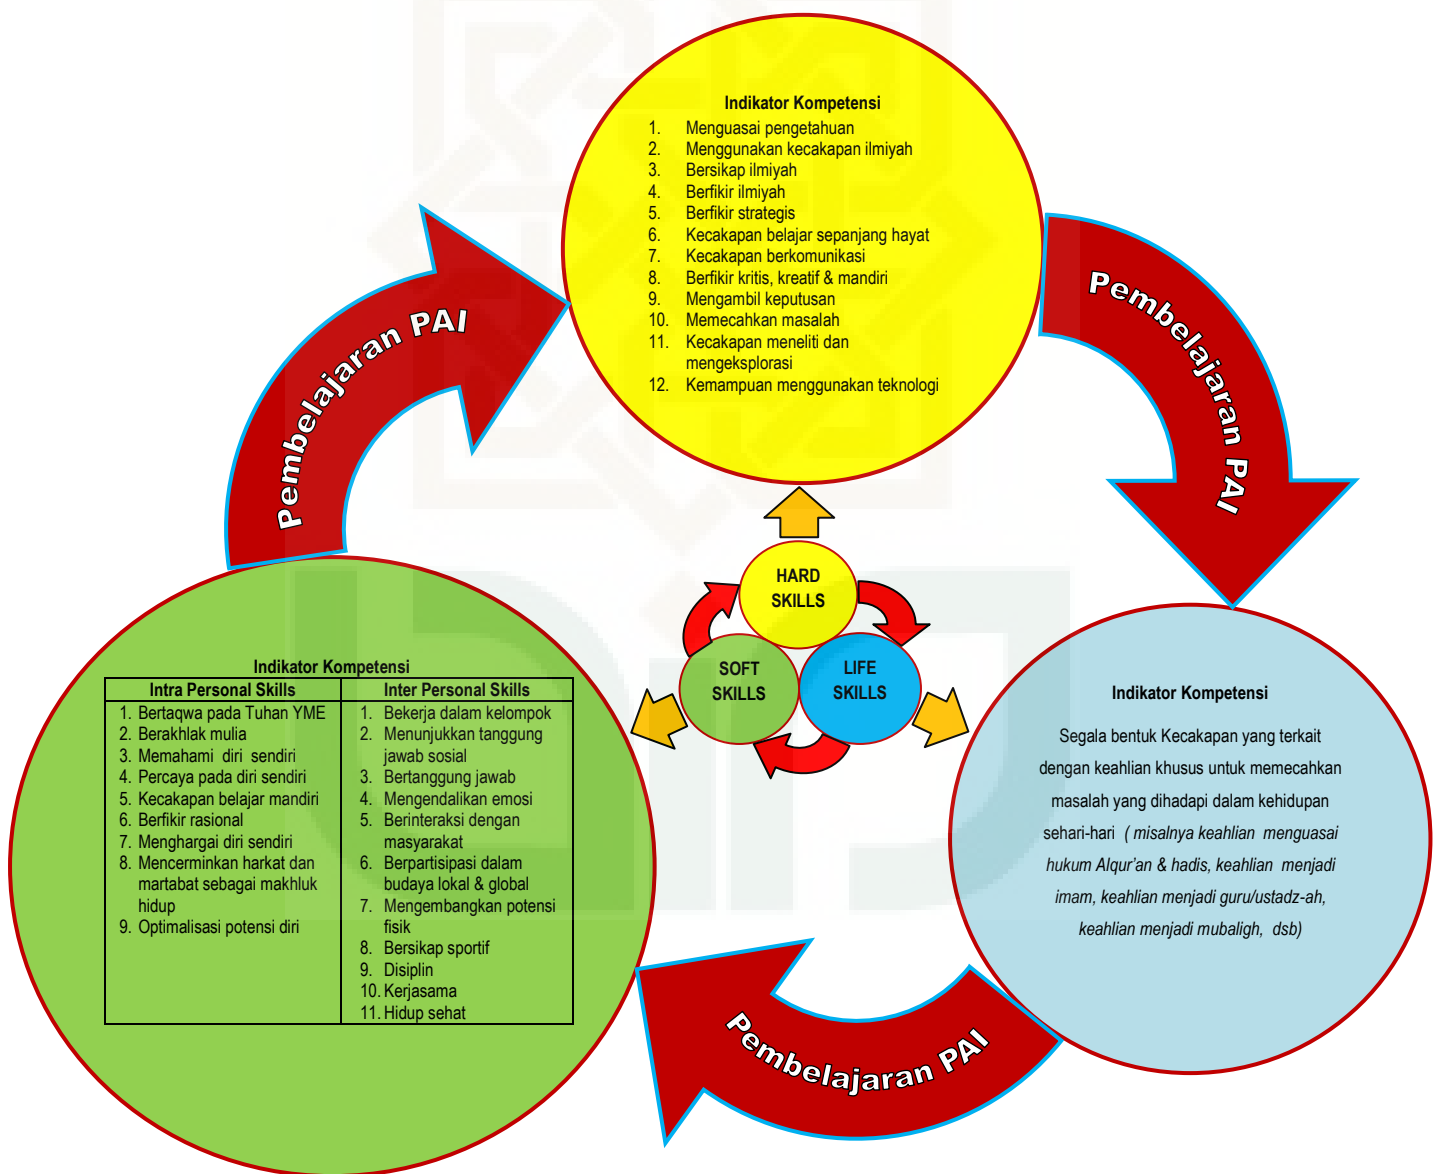 Indikator Kompetensi
1. Menguasai pengetahuan
2. Menggunakan kecakapan ilmiyah
3. Bersikap ilmiyah
4. Berfikir ilmiyah
5. Berfikir strategis
6. Kecakapan belajar sepanjang hayat
7. Kecakapan berkomunikasi
8. Berfikir kritis, kreatif & mandiri
9. Mengambil keputusan
10. Memecahkan masalah
11. Kecakapan meneliti dan
mengeksplorasi
12. Kemampuan menggunakan teknologi
Pembelajaran PAI
Pembelajaran PAI
HARD
SKILLS
SOFT
SKILLS
LIFE
SKILLS
Indikator Kompetensi
Intra Personal Skills
1. Bertaqwa pada Tuhan YME
2. Berakhlak mulia
3. Memahami diri sendiri
4. Percaya pada diri sendiri
5. Kecakapan belajar mandiri
6. Berfikir rasional
7. Menghargai diri sendiri
8. Mencerminkan harkat dan
martabat sebagai makhluk
hidup
9. Optimalisasi potensi diri
Inter Personal Skills
1. Bekerja dalam kelompok
2. Menunjukkan tanggung
jawab sosial
3. Bertanggung jawab
4. Mengendalikan emosi
5. Berinteraksi dengan
masyarakat
6. Berpartisipasi dalam
budaya lokal & global
7. Mengembangkan potensi
fisik
8. Bersikap sportif
9. Disiplin
10. Kerjasama
11. Hidup sehat
Indikator Kompetensi
Segala bentuk Kecakapan yang terkait
dengan keahlian khusus untuk memecahkan
masalah yang dihadapi dalam kehidupan
sehari-hari ( misalnya keahlian menguasai
hukum Alqur'an & hadis, keahlian menjadi
imam, keahlian menjadi guru/ustadz-ah,
keahlian menjadi mubaligh, dsb)
Pembelajaran PAI